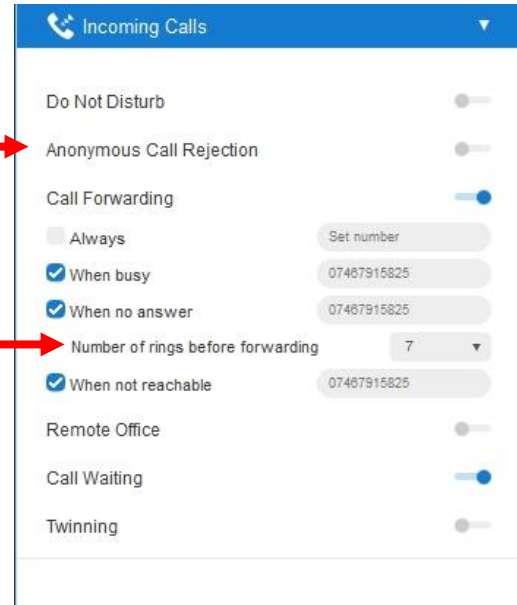 Incoming Calls
Do Not Disturb
Anonymous Call Rejection
Call Forwarding
Always Set number
When busy 07467915825
When no answer 07467915825
Number of rings before forwarding 7
When not reachable 07467915825
Remote Office
Call Waiting
Twinning